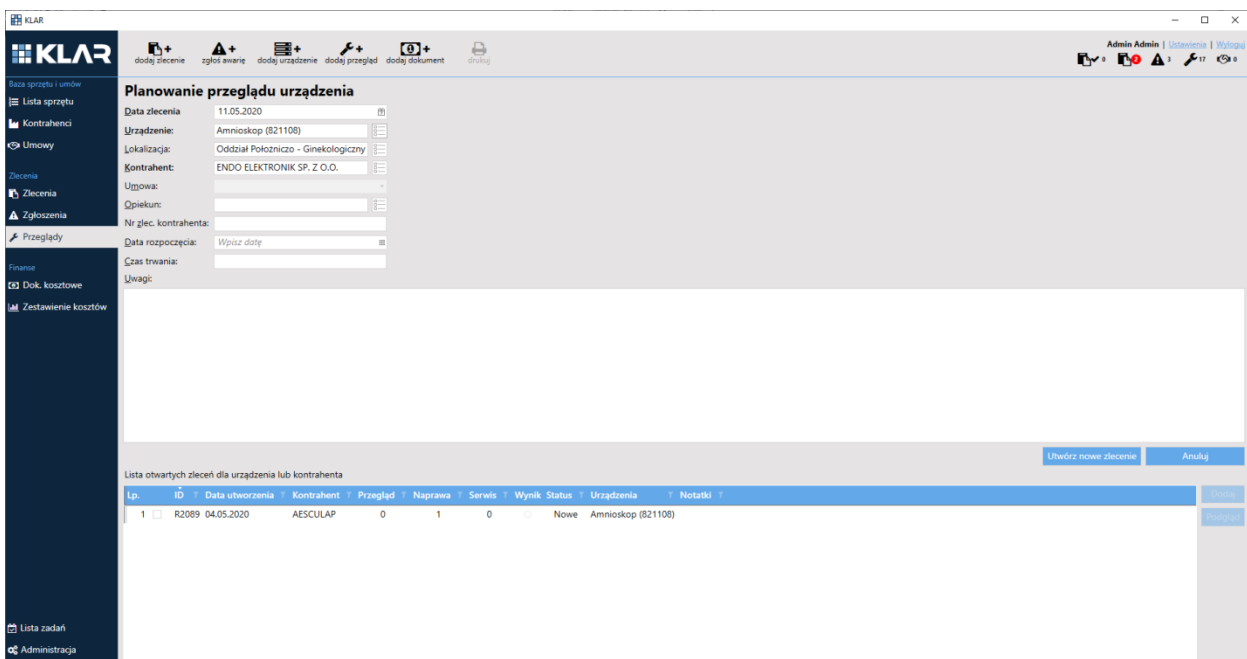 KLAR
KLAR
dodaj zlecenie zgłoś awarię dodaj urządzenie dodaj przegląd dodaj dokument drukuj
Admin Admin | Ustawienia | Wyloguj
0 2 3 17 0
Baza sprzętu i umów
Lista sprzętu
Kontrahenci
Umowy
Zlecenia
Zlecenia
Zgłoszenia
Przeglądy
Finanse
Dok. kosztowe
Zestawienie kosztów
Lista zadań
Administracja
Planowanie przeglądu urządzenia
Data zlecenia 11.05.2020
Urządzenie: Amnioskop (821108)
Lokalizacja: Oddział Położniczo - Ginekologiczny
Kontrahent: ENDO ELEKTRONIK SP. Z O.O.
Umowa:
Opiekun:
Nr zlec. kontrahenta:
Data rozpoczęcia: Wpisz datę
Czas trwania:
Uwagi:
Utwórz nowe zlecenie Anuluj
Lista otwartych zleceń dla urządzenia lub kontrahenta
Lp. ID Data utworzenia Kontrahent Przegląd Naprawa Serwis Wynik Status Urządzenia Notatki
Dodaj
1 R2089 04.05.2020 AESCULAP 0 1 0 Nowe Amnioskop (821108)
Podgląd